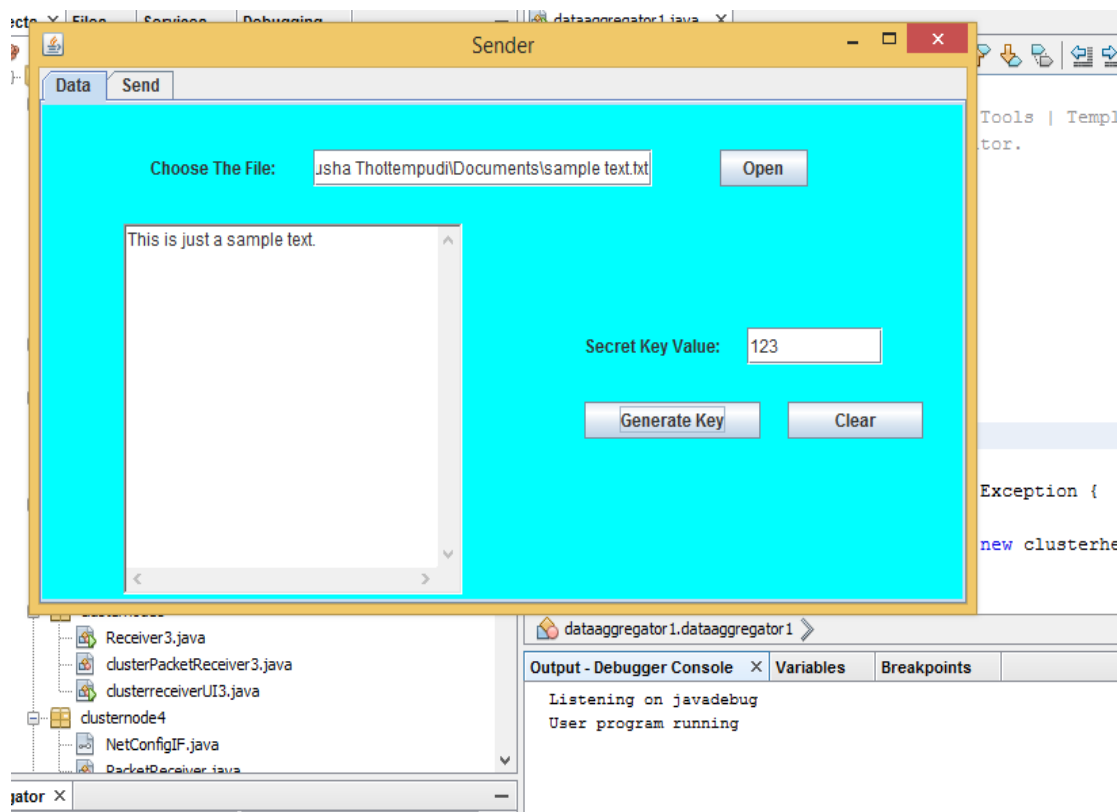 Files Services Debugging
dataaggregator1.java X
Sender
Data Send
Choose The File: usha Thottempudi\Documents\sample text.txt Open
This is just a sample text.
Secret Key Value: 123
Generate Key Clear
Tools | Templ
tor.
Exception {
new clusterhe
Receiver3.java
clusterPacketReceiver3.java
clusterreceiverUI3.java
clusternode4
NetConfigIF.java
PacketReceiver.java
gator X
dataaggregator1.dataaggregator1
Output - Debugger Console X Variables Breakpoints
Listening on javadebug
User program running